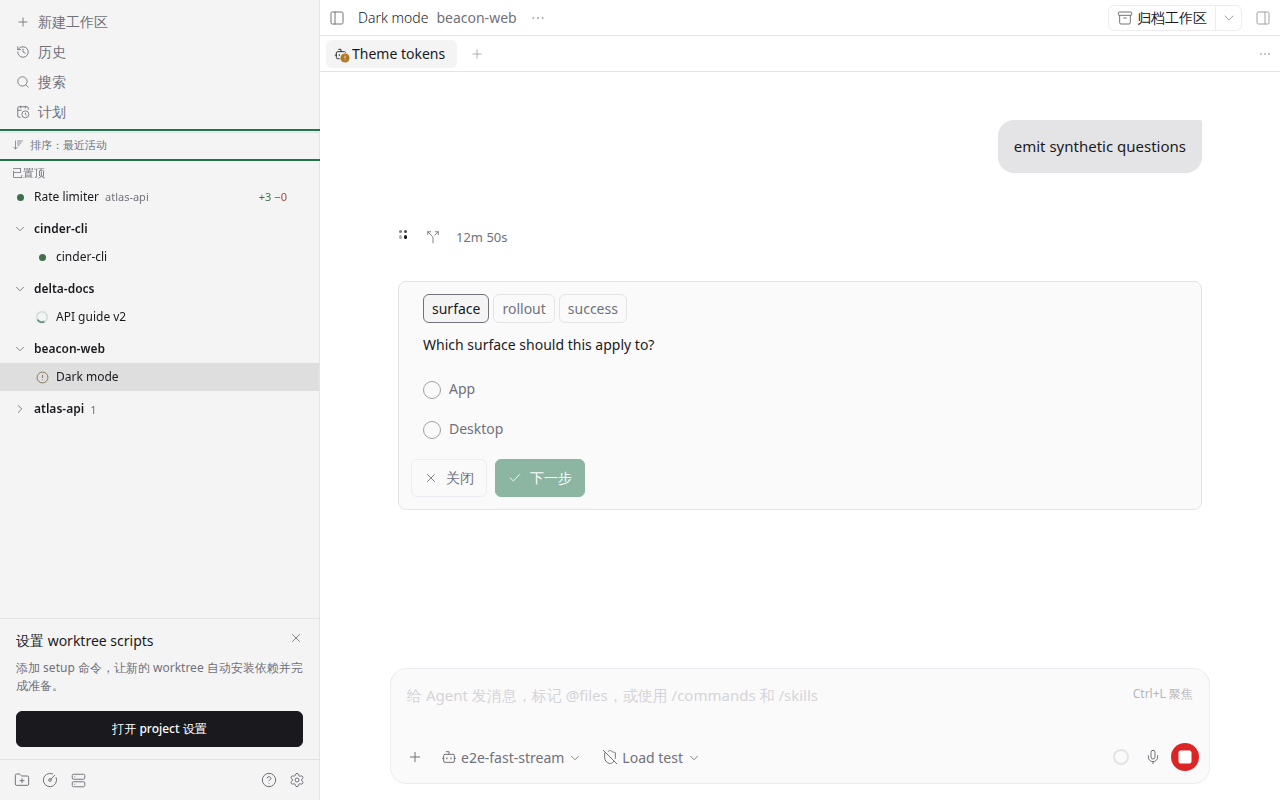 新建工作区
历史
搜索
计划
排序：最近活动
已置顶
Rate limiter atlas-api +3 −0
cinder-cli
cinder-cli
delta-docs
API guide v2
beacon-web
Dark mode
atlas-api 1
设置 worktree scripts
添加 setup 命令，让新的 worktree 自动安装依赖并完
成准备。
打开 project 设置
Dark mode beacon-web
归档工作区
Theme tokens
emit synthetic questions
12m 50s
surface rollout success
Which surface should this apply to?
App
Desktop
关闭 下一步
给 Agent 发消息，标记 @files，或使用 /commands 和 /skills
Ctrl+L 聚焦
e2e-fast-stream Load test